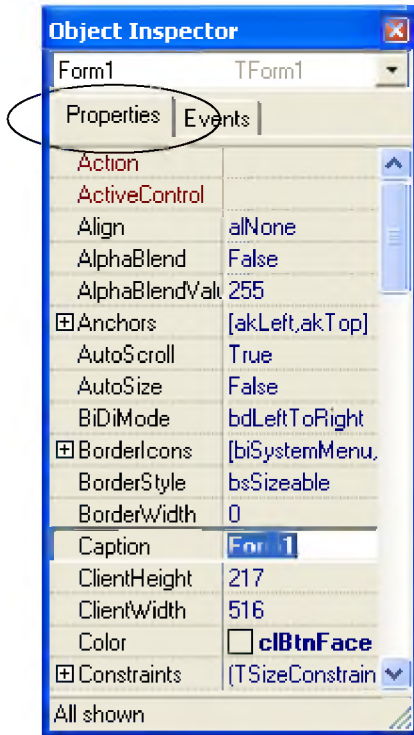 Object Inspector
Form1 TForm1
Properties Events
Action
ActiveControl
Align alNone
AlphaBlend False
AlphaBlendValu 255
Anchors [akLeft,akTop]
AutoScroll True
AutoSize False
BiDiMode bdLeftToRight
BorderIcons [biSystemMenu,
BorderStyle bsSizeable
BorderWidth 0
Caption Form1
ClientHeight 217
ClientWidth 516
Color clBtnFace
Constraints (TSizeConstrain
All shown